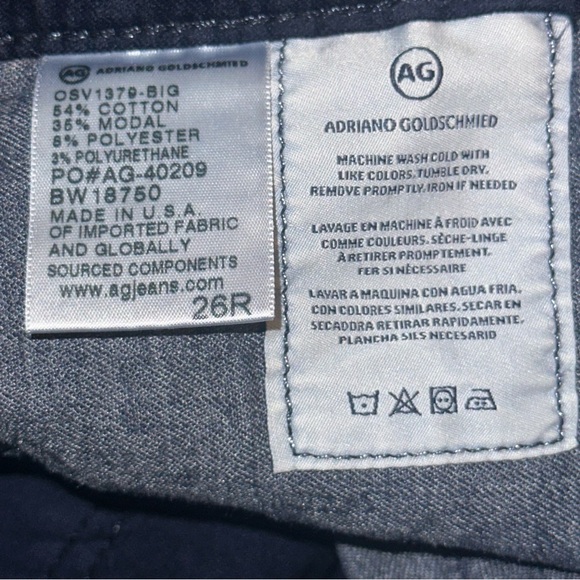 AG ADRIANO GOLDSCHMIED
OSV1379-BIG
54% COTTON
35% MODAL
8% POLYESTER
3% POLYURETHANE
PO#AG-40209
BW18750
MADE IN U.S.A.
OF IMPORTED FABRIC
AND GLOBALLY
SOURCED COMPONENTS
www.agjeans.com
26R
AG
ADRIANO GOLDSCHMIED
MACHINE WASH COLD WITH
LIKE COLORS. TUMBLE DRY.
REMOVE PROMPTLY. IRON IF NEEDED
LAVAGE EN MACHINE À FROID AVEC
COMME COULEURS. SÈCHE-LINGE
À RETIRER PROMPTEMENT.
FER SI NÉCESSAIRE
LAVAR A MAQUINA CON AGUA FRIA.
CON COLORES SIMILARES. SECAR EN
SECADORA RETIRAR RAPIDAMENTE.
PLANCHA SIES NECESARIO